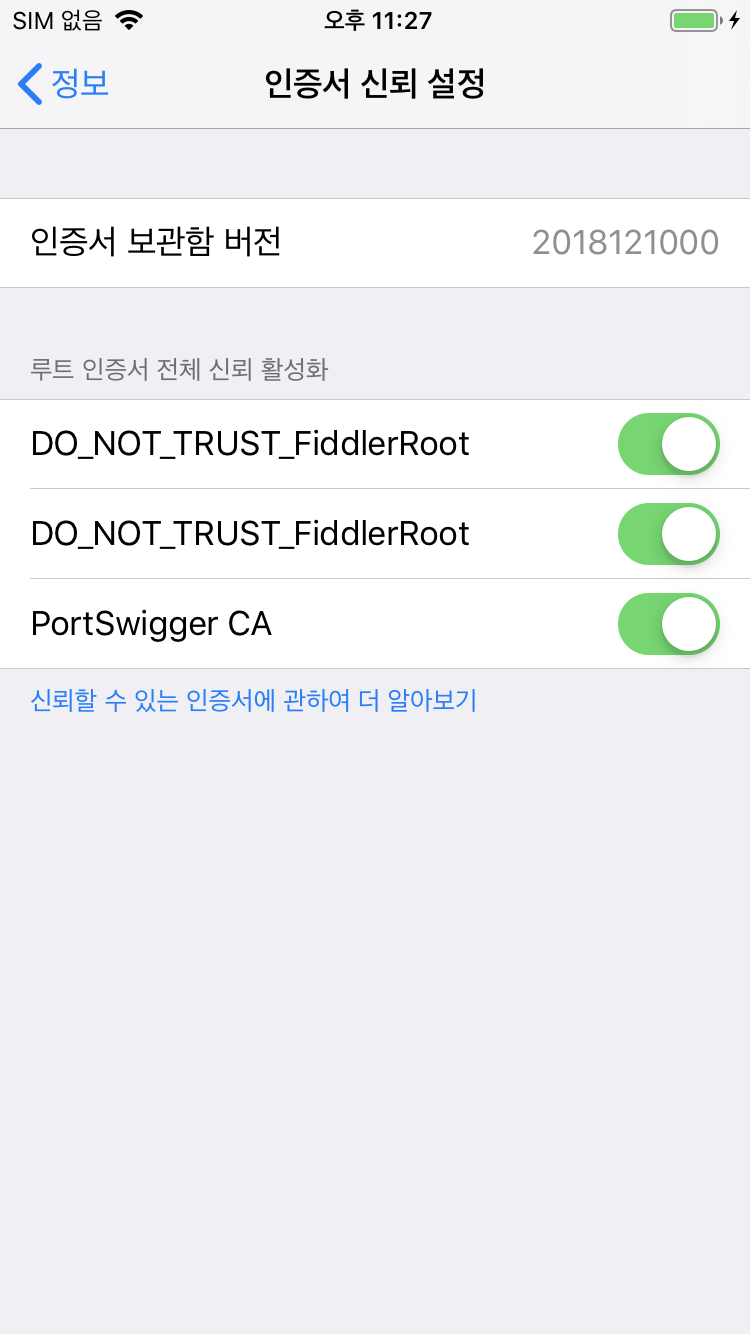 SIM 없음 오후 11:27
정보 인증서 신뢰 설정
인증서 보관함 버전 2018121000
루트 인증서 전체 신뢰 활성화
DO_NOT_TRUST_FiddlerRoot
DO_NOT_TRUST_FiddlerRoot
PortSwigger CA
신뢰할 수 있는 인증서에 관하여 더 알아보기